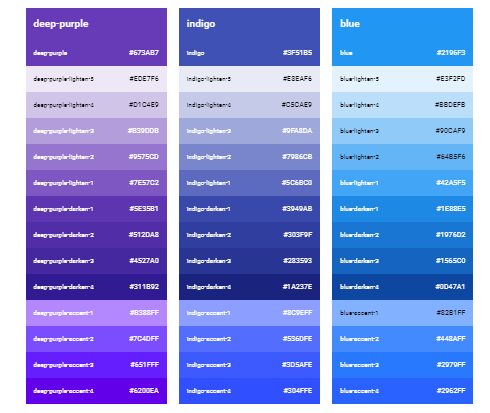 deep-purple
deep-purple #673AB7
deep-purple-lighten-5 #EDE7F6
deep-purple-lighten-4 #D1C4E9
deep-purple-lighten-3 #B39DDB
deep-purple-lighten-2 #9575CD
deep-purple-lighten-1 #7E57C2
deep-purple-darken-1 #5E35B1
deep-purple-darken-2 #512DA8
deep-purple-darken-3 #4527A0
deep-purple-darken-4 #311B92
deep-purple-accent-1 #B388FF
deep-purple-accent-2 #7C4DFF
deep-purple-accent-3 #651FFF
deep-purple-accent-4 #6200EA
indigo
indigo #3F51B5
indigo-lighten-5 #E8EAF6
indigo-lighten-4 #C5CAE9
indigo-lighten-3 #9FA8DA
indigo-lighten-2 #7986CB
indigo-lighten-1 #5C6BC0
indigo-darken-1 #3949AB
indigo-darken-2 #303F9F
indigo-darken-3 #283593
indigo-darken-4 #1A237E
indigo-accent-1 #8C9EFF
indigo-accent-2 #536DFE
indigo-accent-3 #3D5AFE
indigo-accent-4 #304FFE
blue
blue #2196F3
blue-lighten-5 #E3F2FD
blue-lighten-4 #BBDEFB
blue-lighten-3 #90CAF9
blue-lighten-2 #64B5F6
blue-lighten-1 #42A5F5
blue-darken-1 #1E88E5
blue-darken-2 #1976D2
blue-darken-3 #1565C0
blue-darken-4 #0D47A1
blue-accent-1 #82B1FF
blue-accent-2 #448AFF
blue-accent-3 #2979FF
blue-accent-4 #2962FF